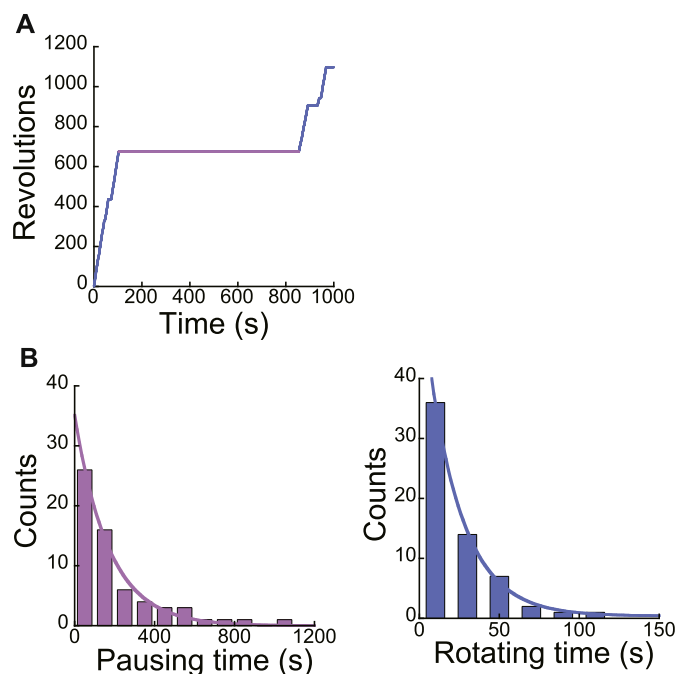 A
1200
1000
800
600
400
200
0
Revolutions
0 200 400 600 800 1000
Time (s)
B
40
30
20
10
0
Counts
0 400 800 1200
Pausing time (s)
40
30
20
10
0
Counts
0 50 100 150
Rotating time (s)